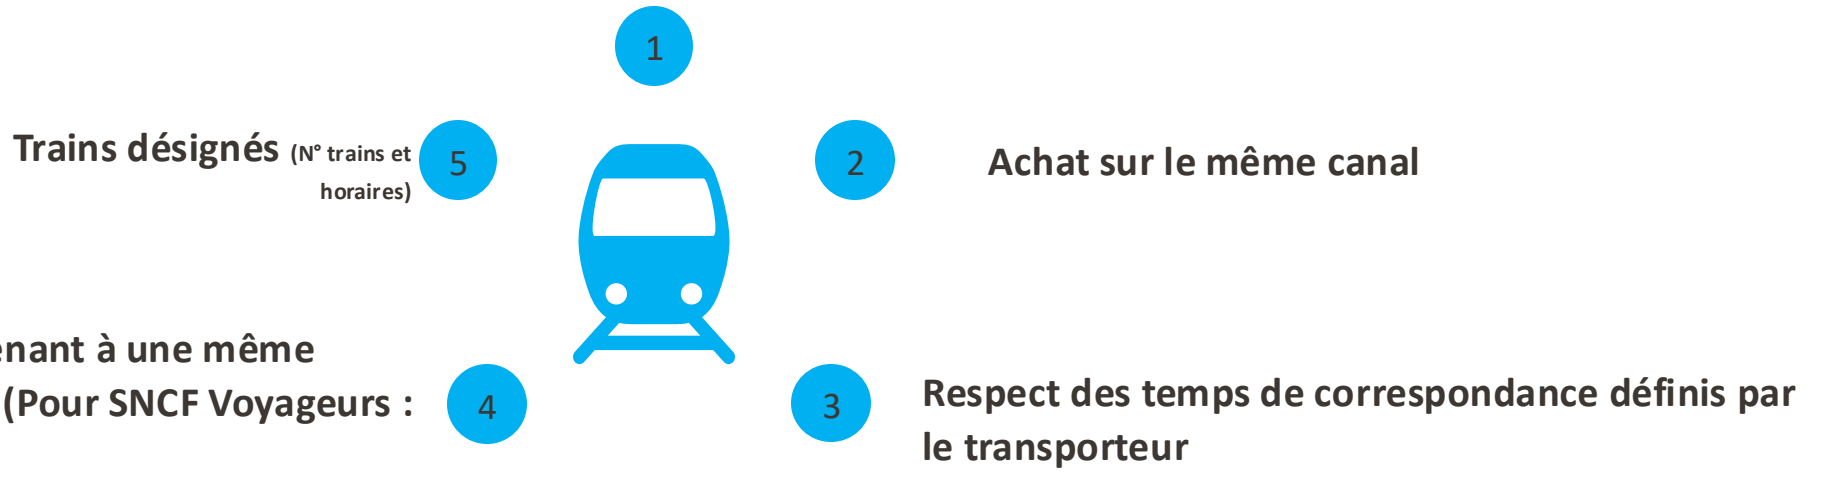 1
Trains désignés (N° trains et
horaires)
5
2
Achat sur le même canal
à une même
(Pour SNCF Voyageurs :
4
3
Respect des temps de correspondance définis par
le transporteur